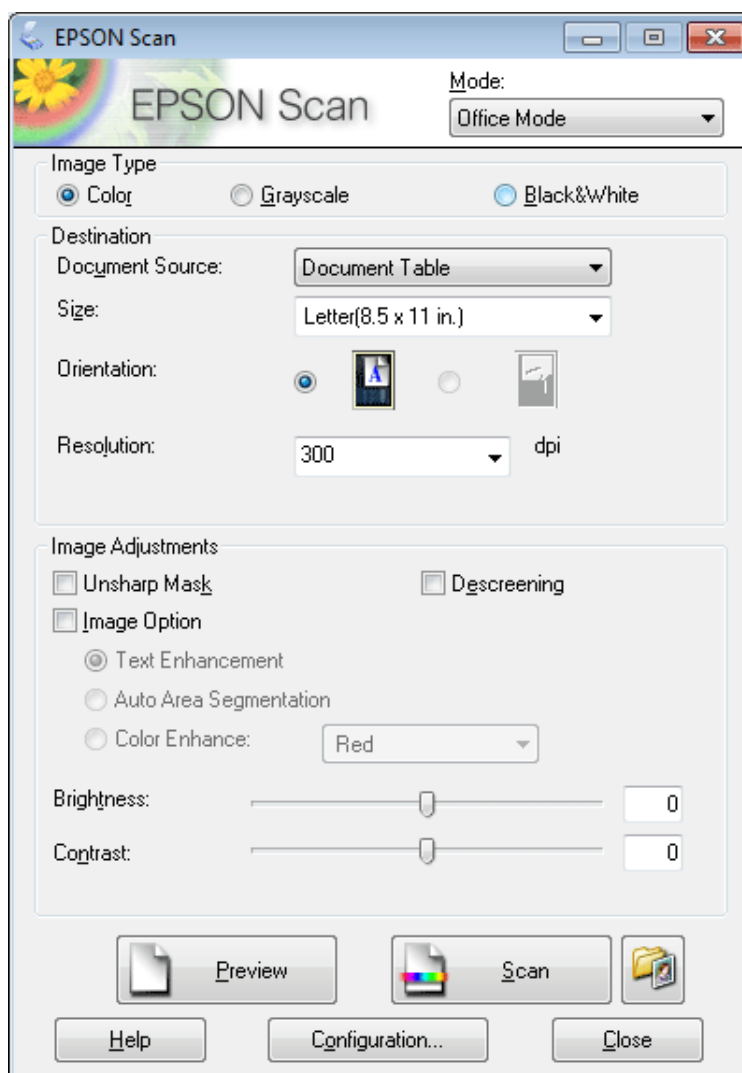 EPSON Scan
EPSON Scan
Mode:
Office Mode
Image Type
Color Grayscale Black&White
Destination
Document Source: Document Table
Size: Letter(8.5 x 11 in.)
Orientation: A
Resolution: 300 dpi
Image Adjustments
Unsharp Mask Descreening
Image Option
Text Enhancement
Auto Area Segmentation
Color Enhance: Red
Brightness: 0
Contrast: 0
Preview Scan
Help Configuration... Close